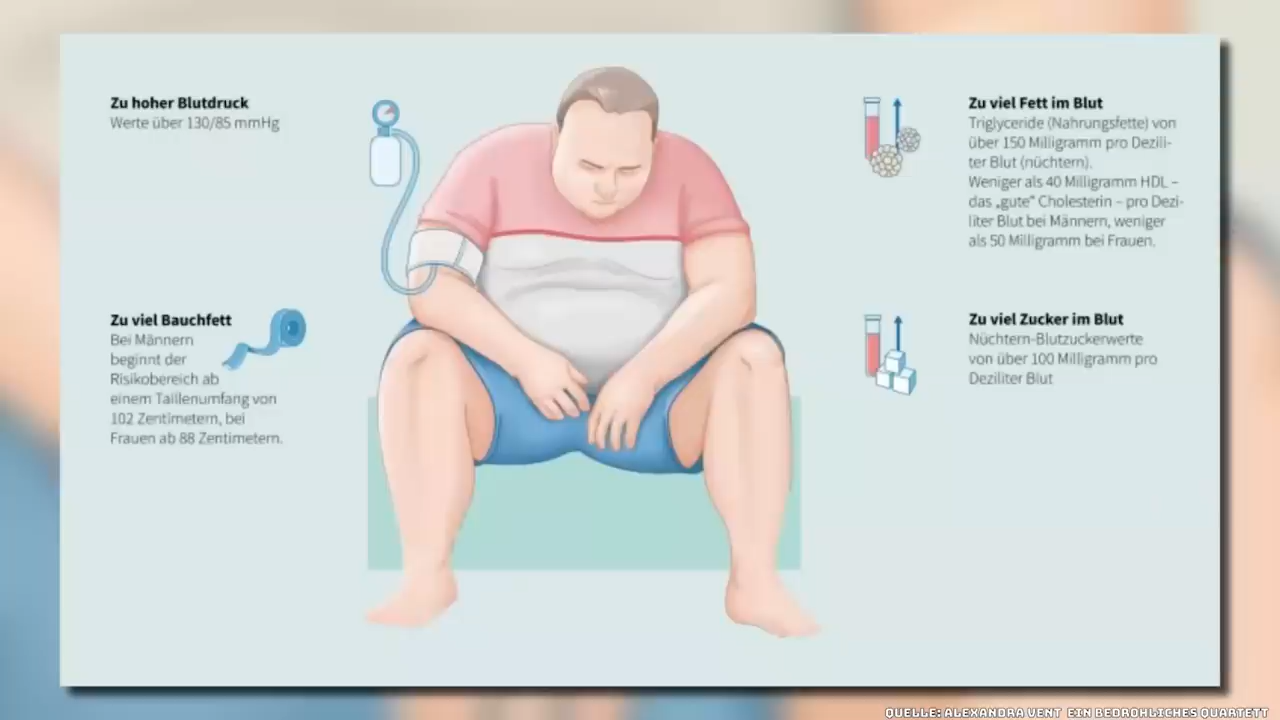 Zu hoher Blutdruck
Werte über 130/85 mmHg
Zu viel Bauchfett
Bei Männern
beginnt der
Risikobereich ab
einem Taillenumfang von
102 Zentimetern, bei
Frauen ab 88 Zentimetern.
Zu viel Fett im Blut
Triglyceride (Nahrungsfette) von
über 150 Milligramm pro Dezili-
ter Blut (nüchtern).
Weniger als 40 Milligramm HDL –
das „gute“ Cholesterin – pro Dezi-
liter Blut bei Männern, weniger
als 50 Milligramm bei Frauen.
Zu viel Zucker im Blut
Nüchtern-Blutzuckerwerte
von über 100 Milligramm pro
Deziliter Blut
QUELLE: ALEXANDRA VENT EIN BEDROHLICHES QUARTETT